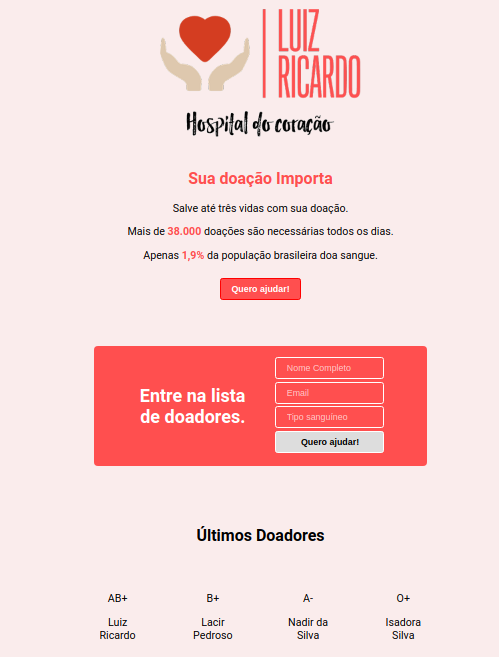 LUIZ
RICARDO
Hospital do coração
Sua doação Importa
Salve até três vidas com sua doação.
Mais de 38.000 doações são necessárias todos os dias.
Apenas 1,9% da população brasileira doa sangue.
Quero ajudar!
Entre na lista
de doadores.
Nome Completo
Email
Tipo sanguíneo
Quero ajudar!
Últimos Doadores
AB+ B+ A- O+
Luiz Lacir Nadir da Isadora
Ricardo Pedroso Silva Silva